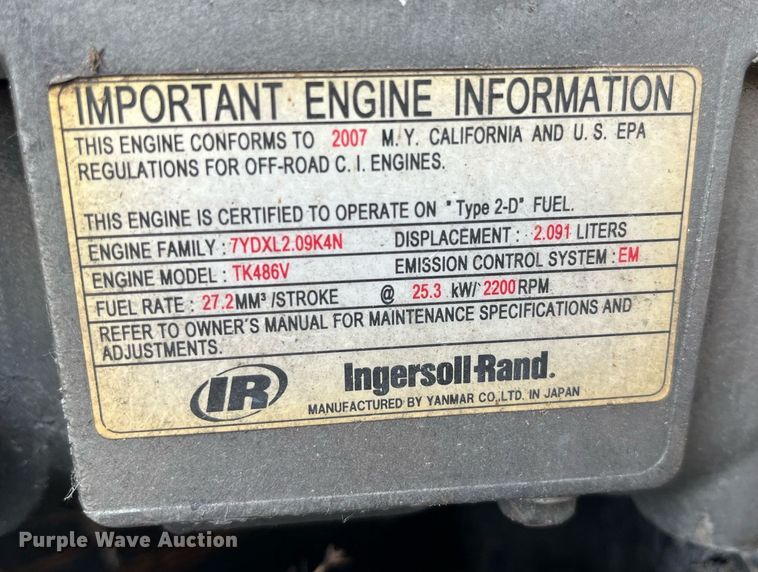 IMPORTANT ENGINE INFORMATION
THIS ENGINE CONFORMS TO 2007 M.Y. CALIFORNIA AND U.S. EPA
REGULATIONS FOR OFF-ROAD C.I. ENGINES.
THIS ENGINE IS CERTIFIED TO OPERATE ON "Type 2-D" FUEL.
ENGINE FAMILY : 7YDXL2.09K4N DISPLACEMENT : 2.091 LITERS
ENGINE MODEL : TK486V EMISSION CONTROL SYSTEM : EM
FUEL RATE : 27.2MM³ /STROKE @ 25.3 kW/ 2200 RPM
REFER TO OWNER'S MANUAL FOR MAINTENANCE SPECIFICATIONS AND
ADJUSTMENTS.
IR Ingersoll-Rand.
MANUFACTURED BY YANMAR CO.,LTD. IN JAPAN
Purple Wave Auction